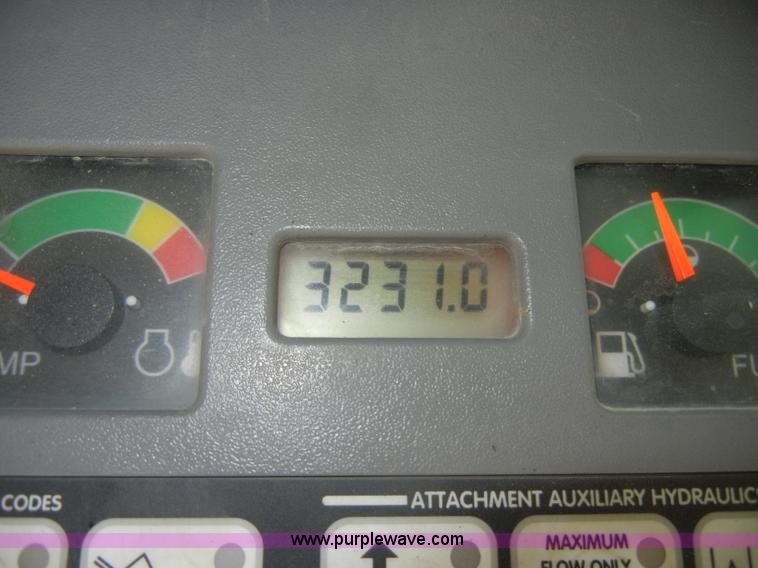 3231.0
MP
FU
CODES
ATTACHMENT AUXILIARY HYDRAULICS
MAXIMUM
FLOW ONLY
www.purplewave.com